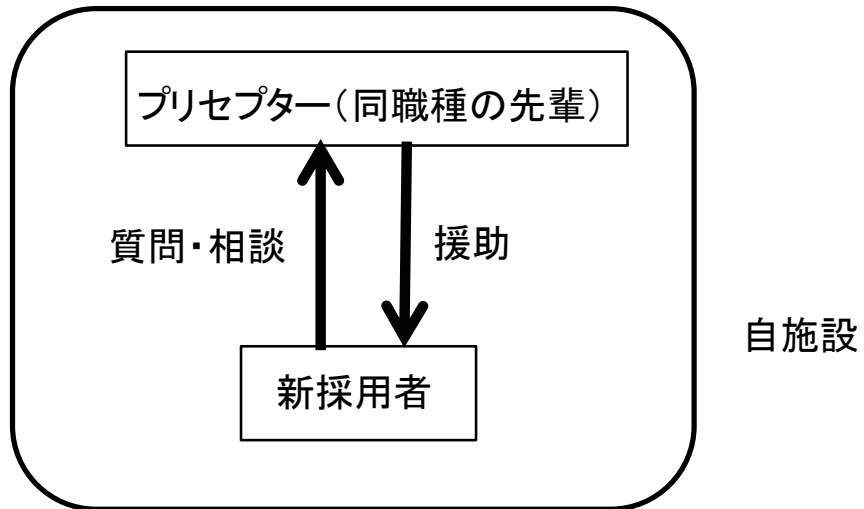 プリセプター(同職種の先輩)
質問・相談
援助
自施設
新採用者